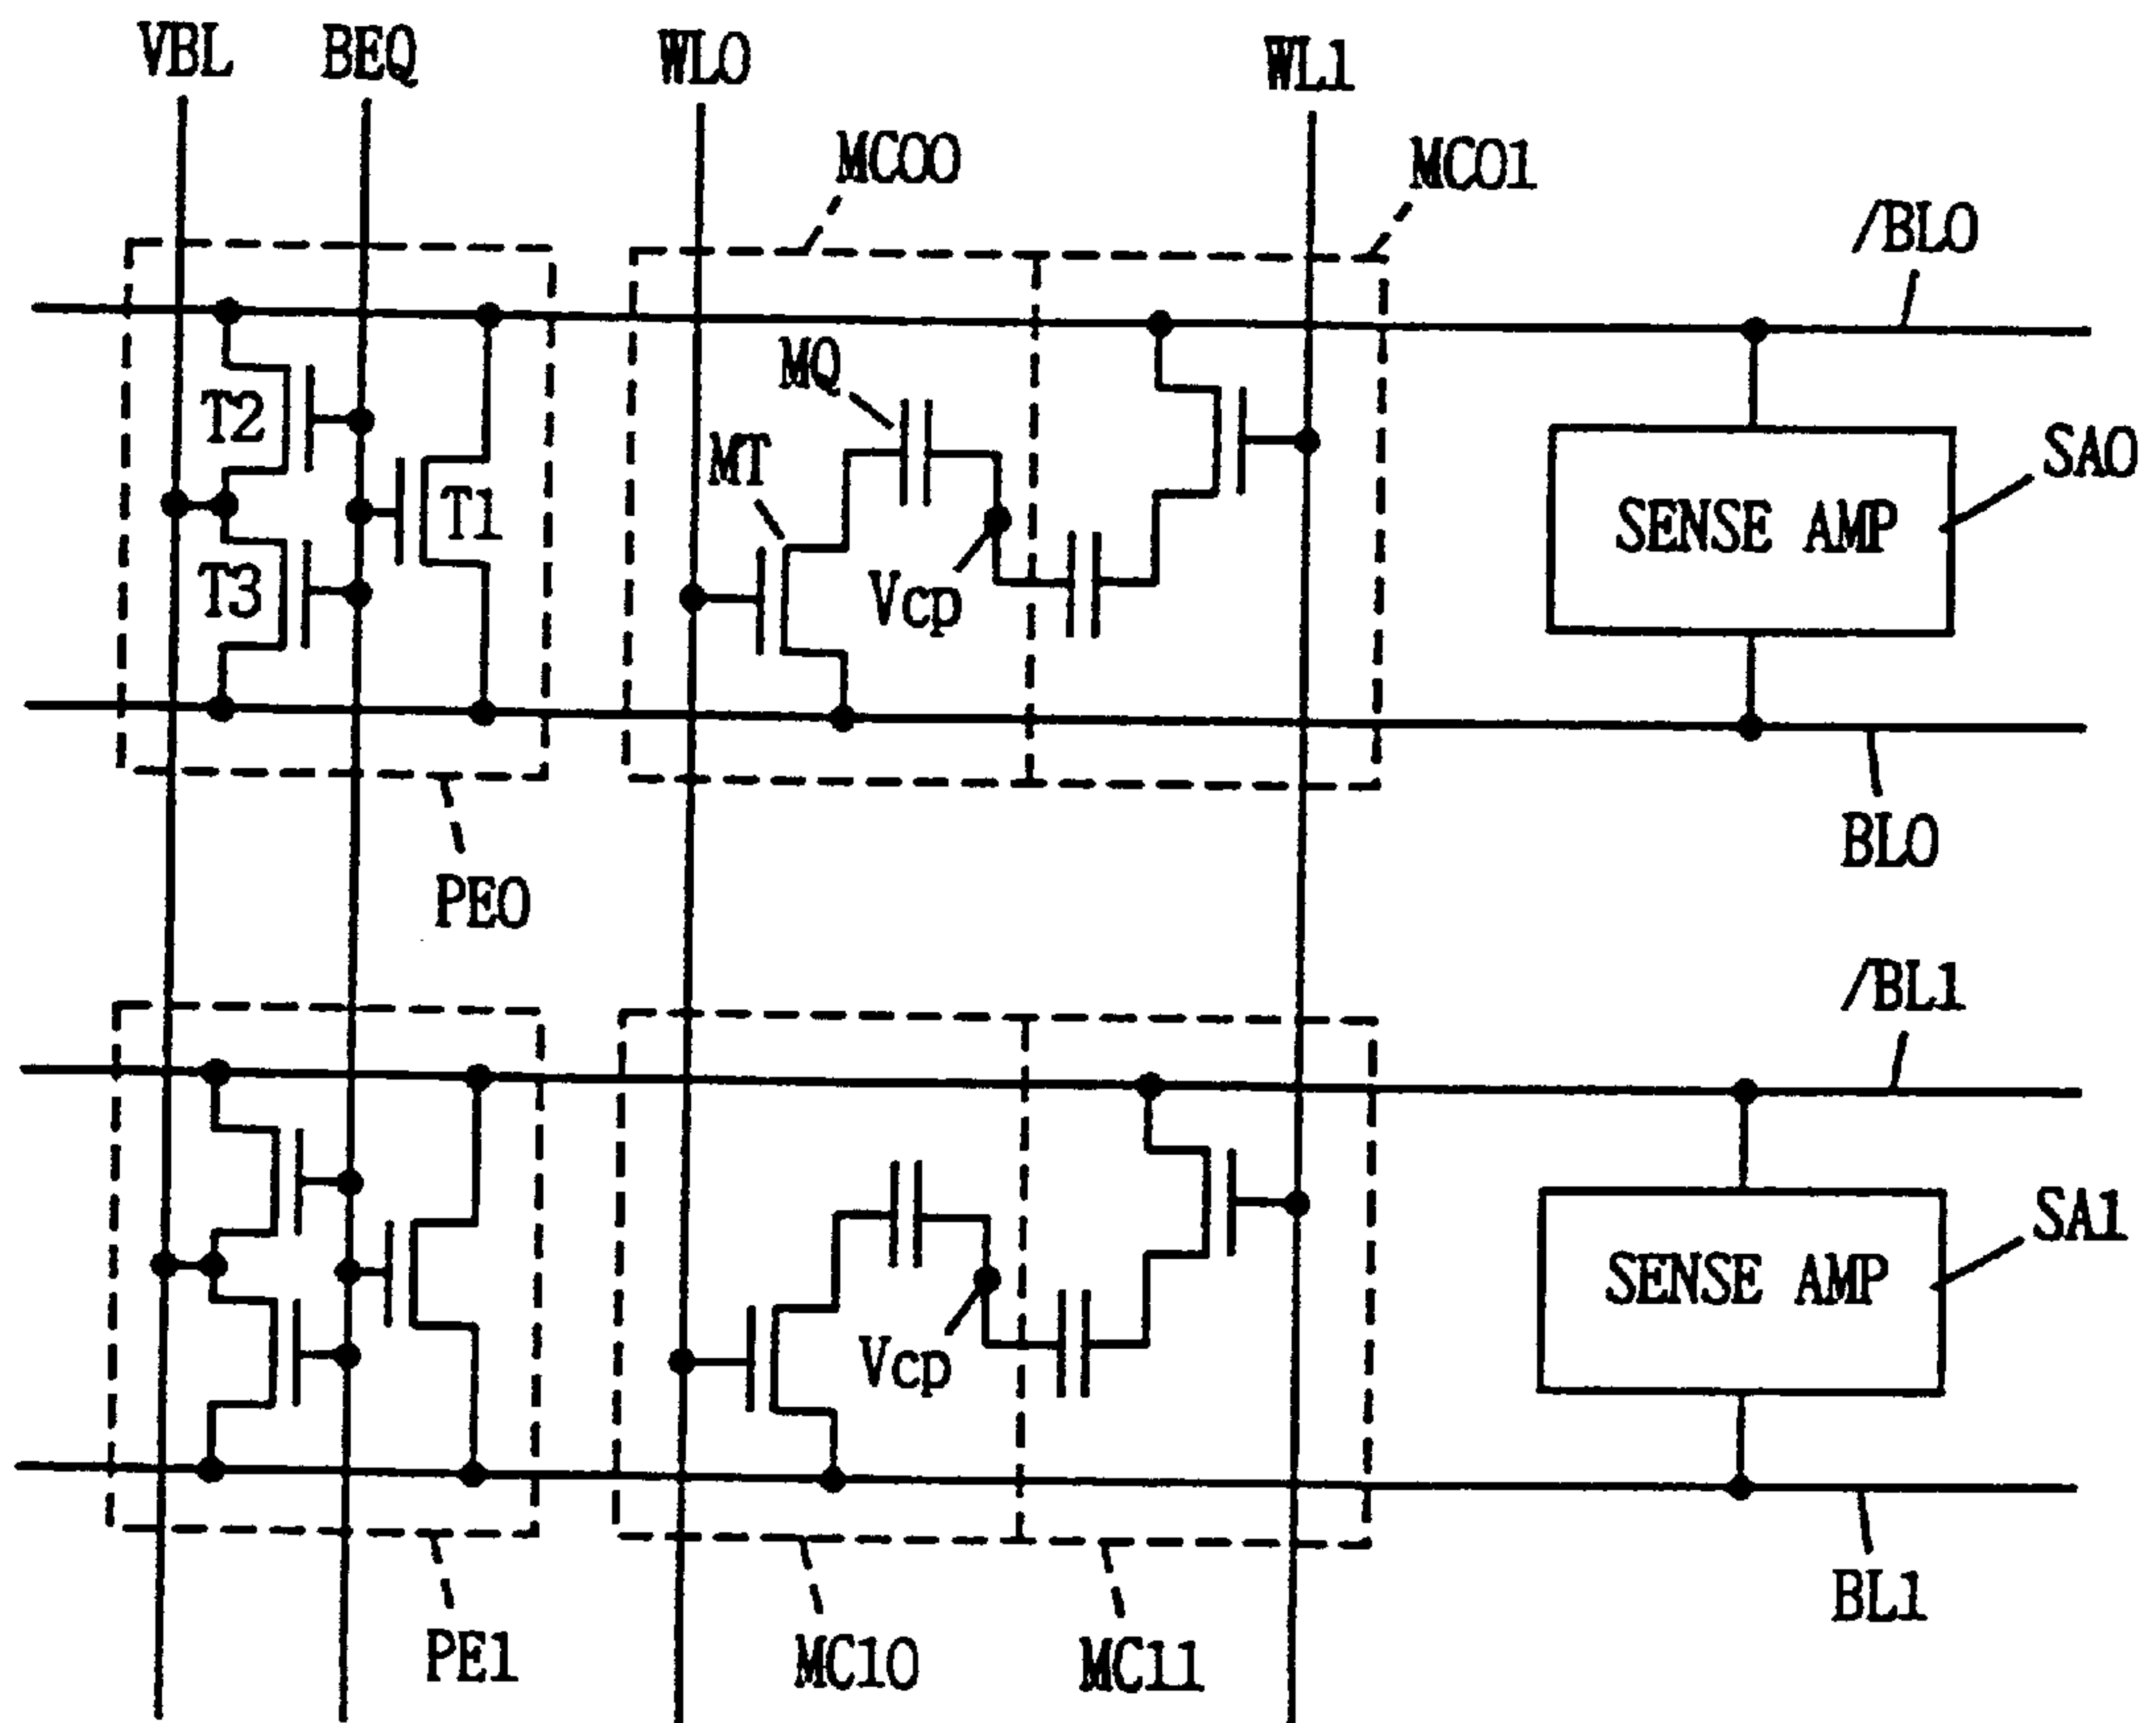 VBL
BEQ
WL0
WL1
MC00
MC01
/BL0
MQ
T2
MT
SA0
T1
SENSE AMP
T3
Vcp
BL0
PE0
/BL1
SA1
SENSE AMP
Vcp
BL1
PE1
MC10
MC11